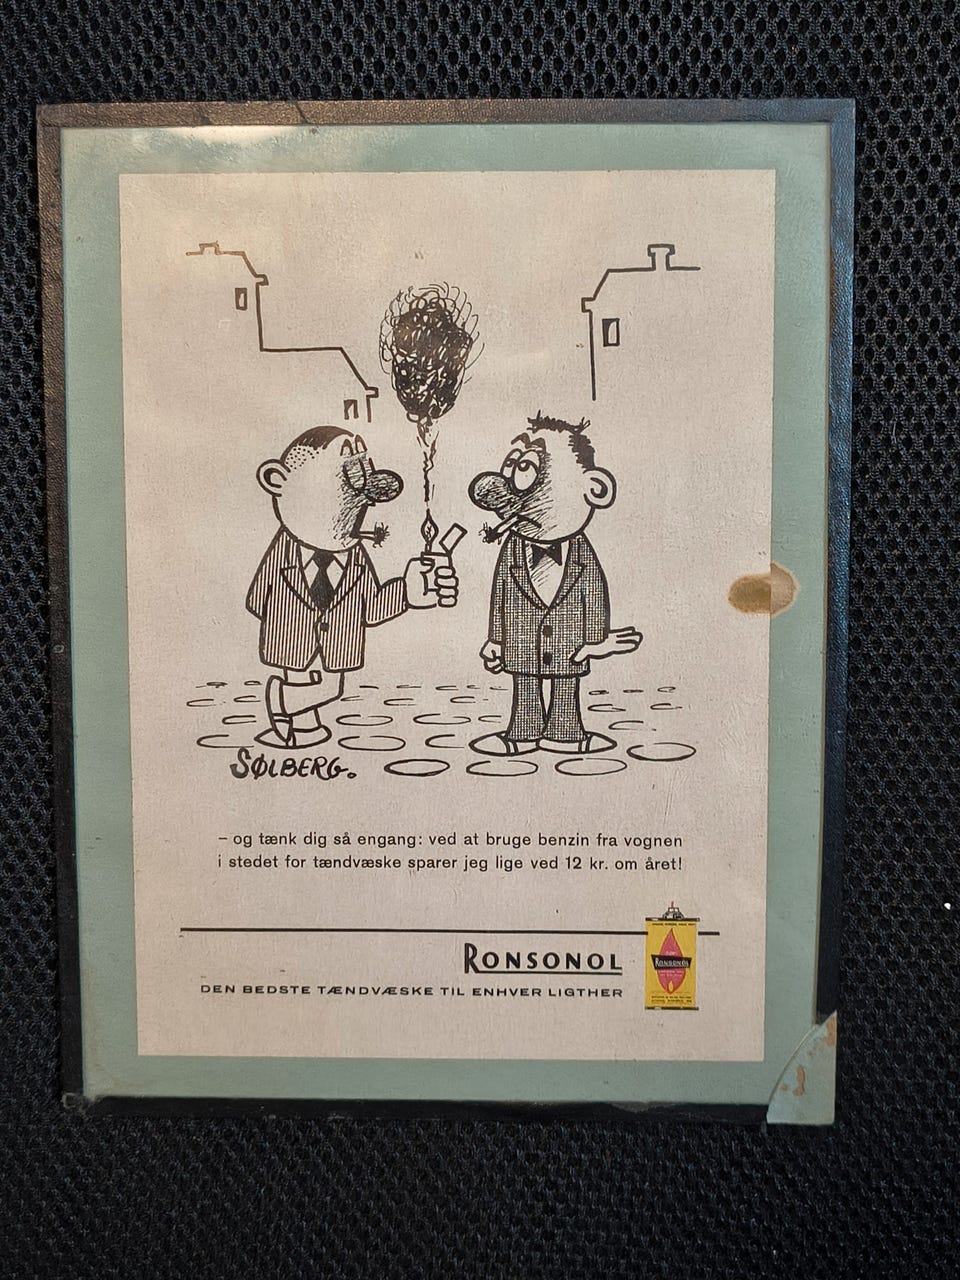 SØLBERG.
– og tænk dig så engang: ved at bruge benzin fra vognen
i stedet for tændvæske sparer jeg lige ved 12 kr. om året!
RONSONOL
DEN BEDSTE TÆNDVÆSKE TIL ENHVER LIGTHER
RONSONOL